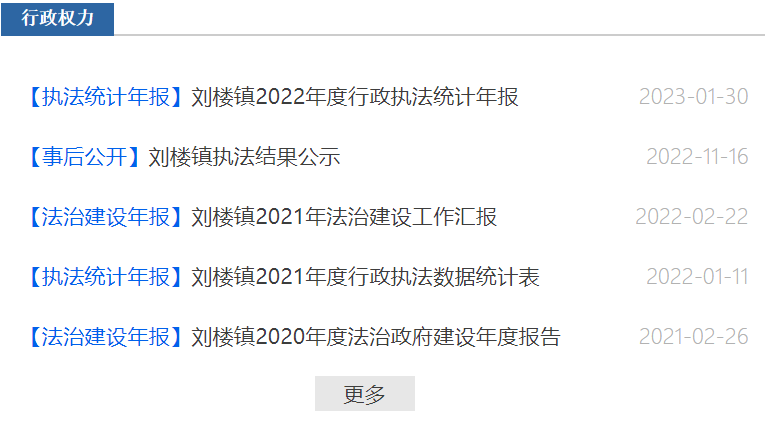 行政权力
【执法统计年报】刘楼镇2022年度行政执法统计年报 2023-01-30
【事后公开】刘楼镇执法结果公示 2022-11-16
【法治建设年报】刘楼镇2021年法治建设工作汇报 2022-02-22
【执法统计年报】刘楼镇2021年度行政执法数据统计表 2022-01-11
【法治建设年报】刘楼镇2020年度法治政府建设年度报告 2021-02-26
更多